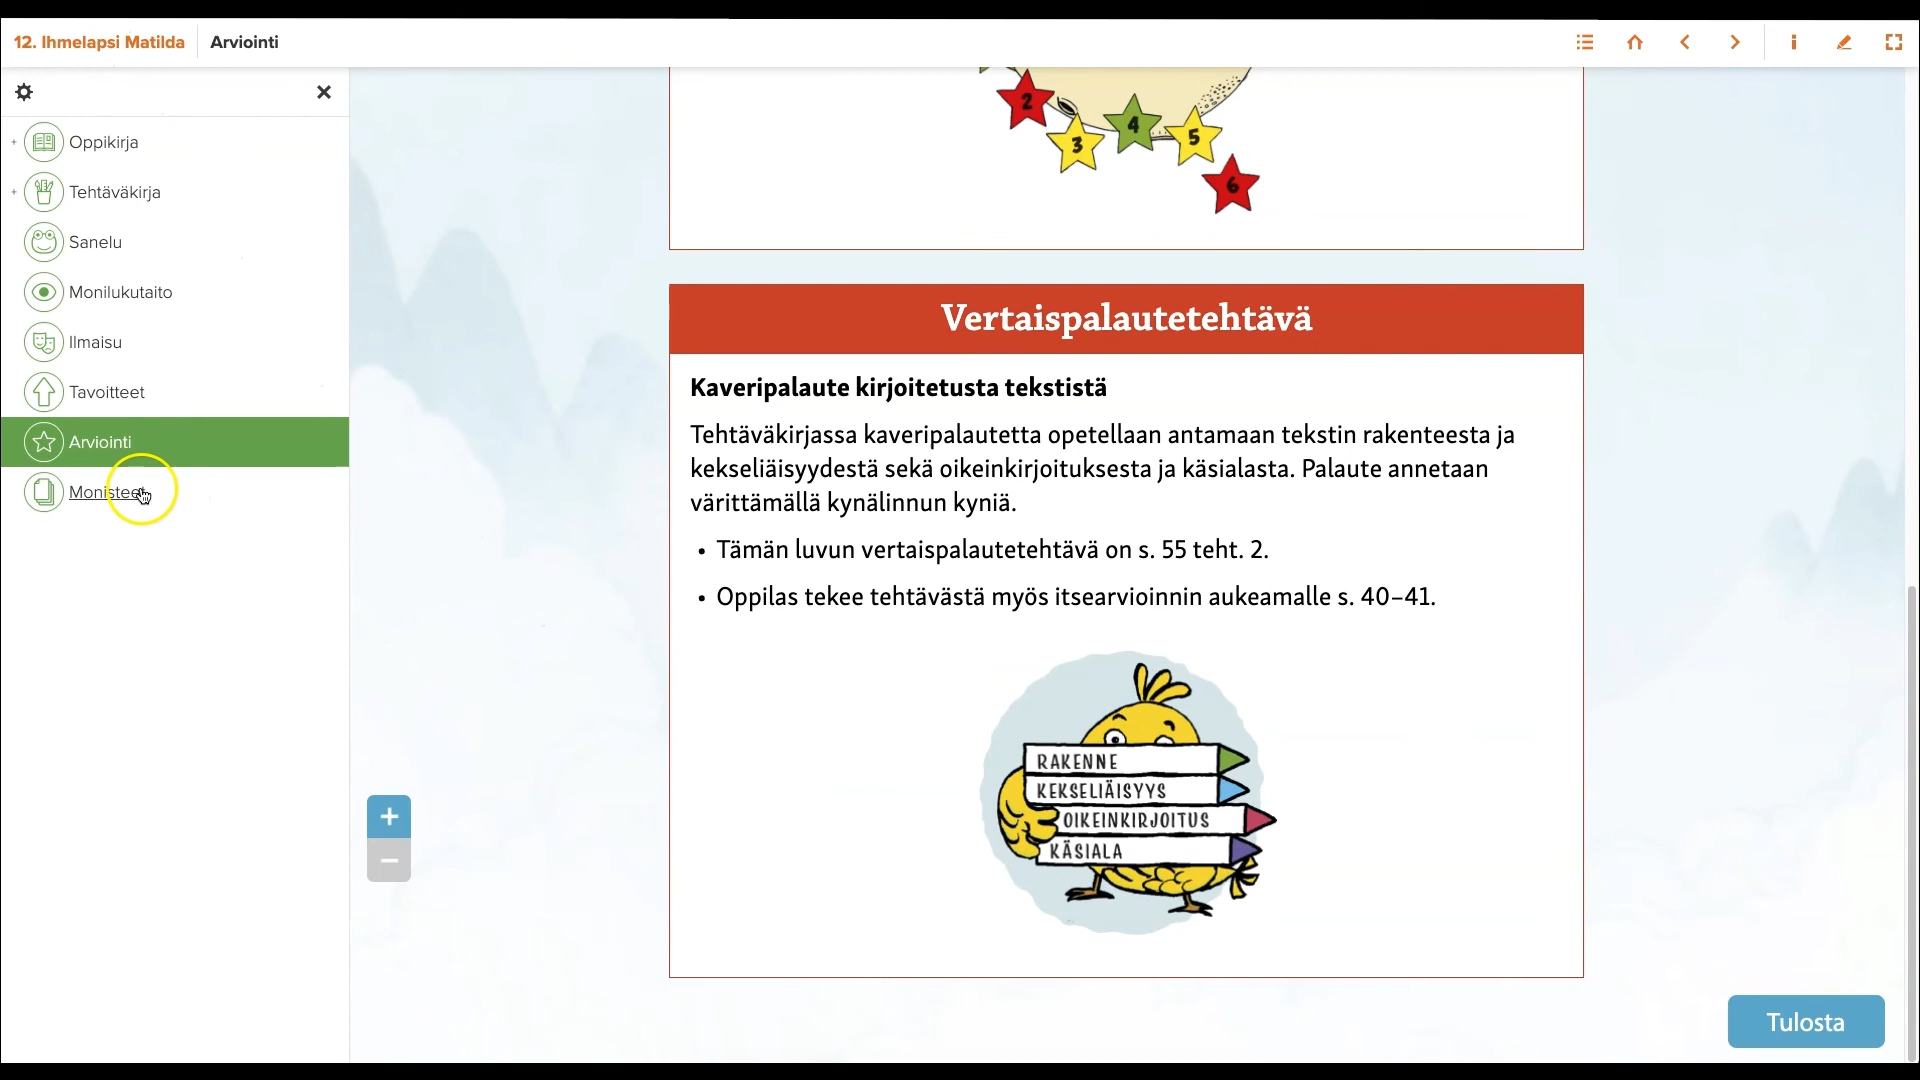 12. Ihmelapsi Matilda
Arviointi
Oppikirja
Tehtäväkirja
Sanelu
Monilukutaito
Ilmaisu
Tavoitteet
Arviointi
Monisteet
2
3
4
5
6
Vertaispalautetehtävä
Kaveripalaute kirjoitetusta tekstistä
Tehtäväkirjassa kaveripalautetta opetellaan antamaan tekstin rakenteesta ja
kekseliäisyydestä sekä oikeinkirjoituksesta ja käsialasta. Palaute annetaan
värittämällä kynälinnun kyniä.
• Tämän luvun vertaispalautetehtävä on s. 55 teht. 2.
• Oppilas tekee tehtävästä myös itsearvioinnin aukeamalle s. 40–41.
RAKENNE
KEKSELIÄISYYS
OIKEINKIRJOITUS
KÄSIALA
Tulosta